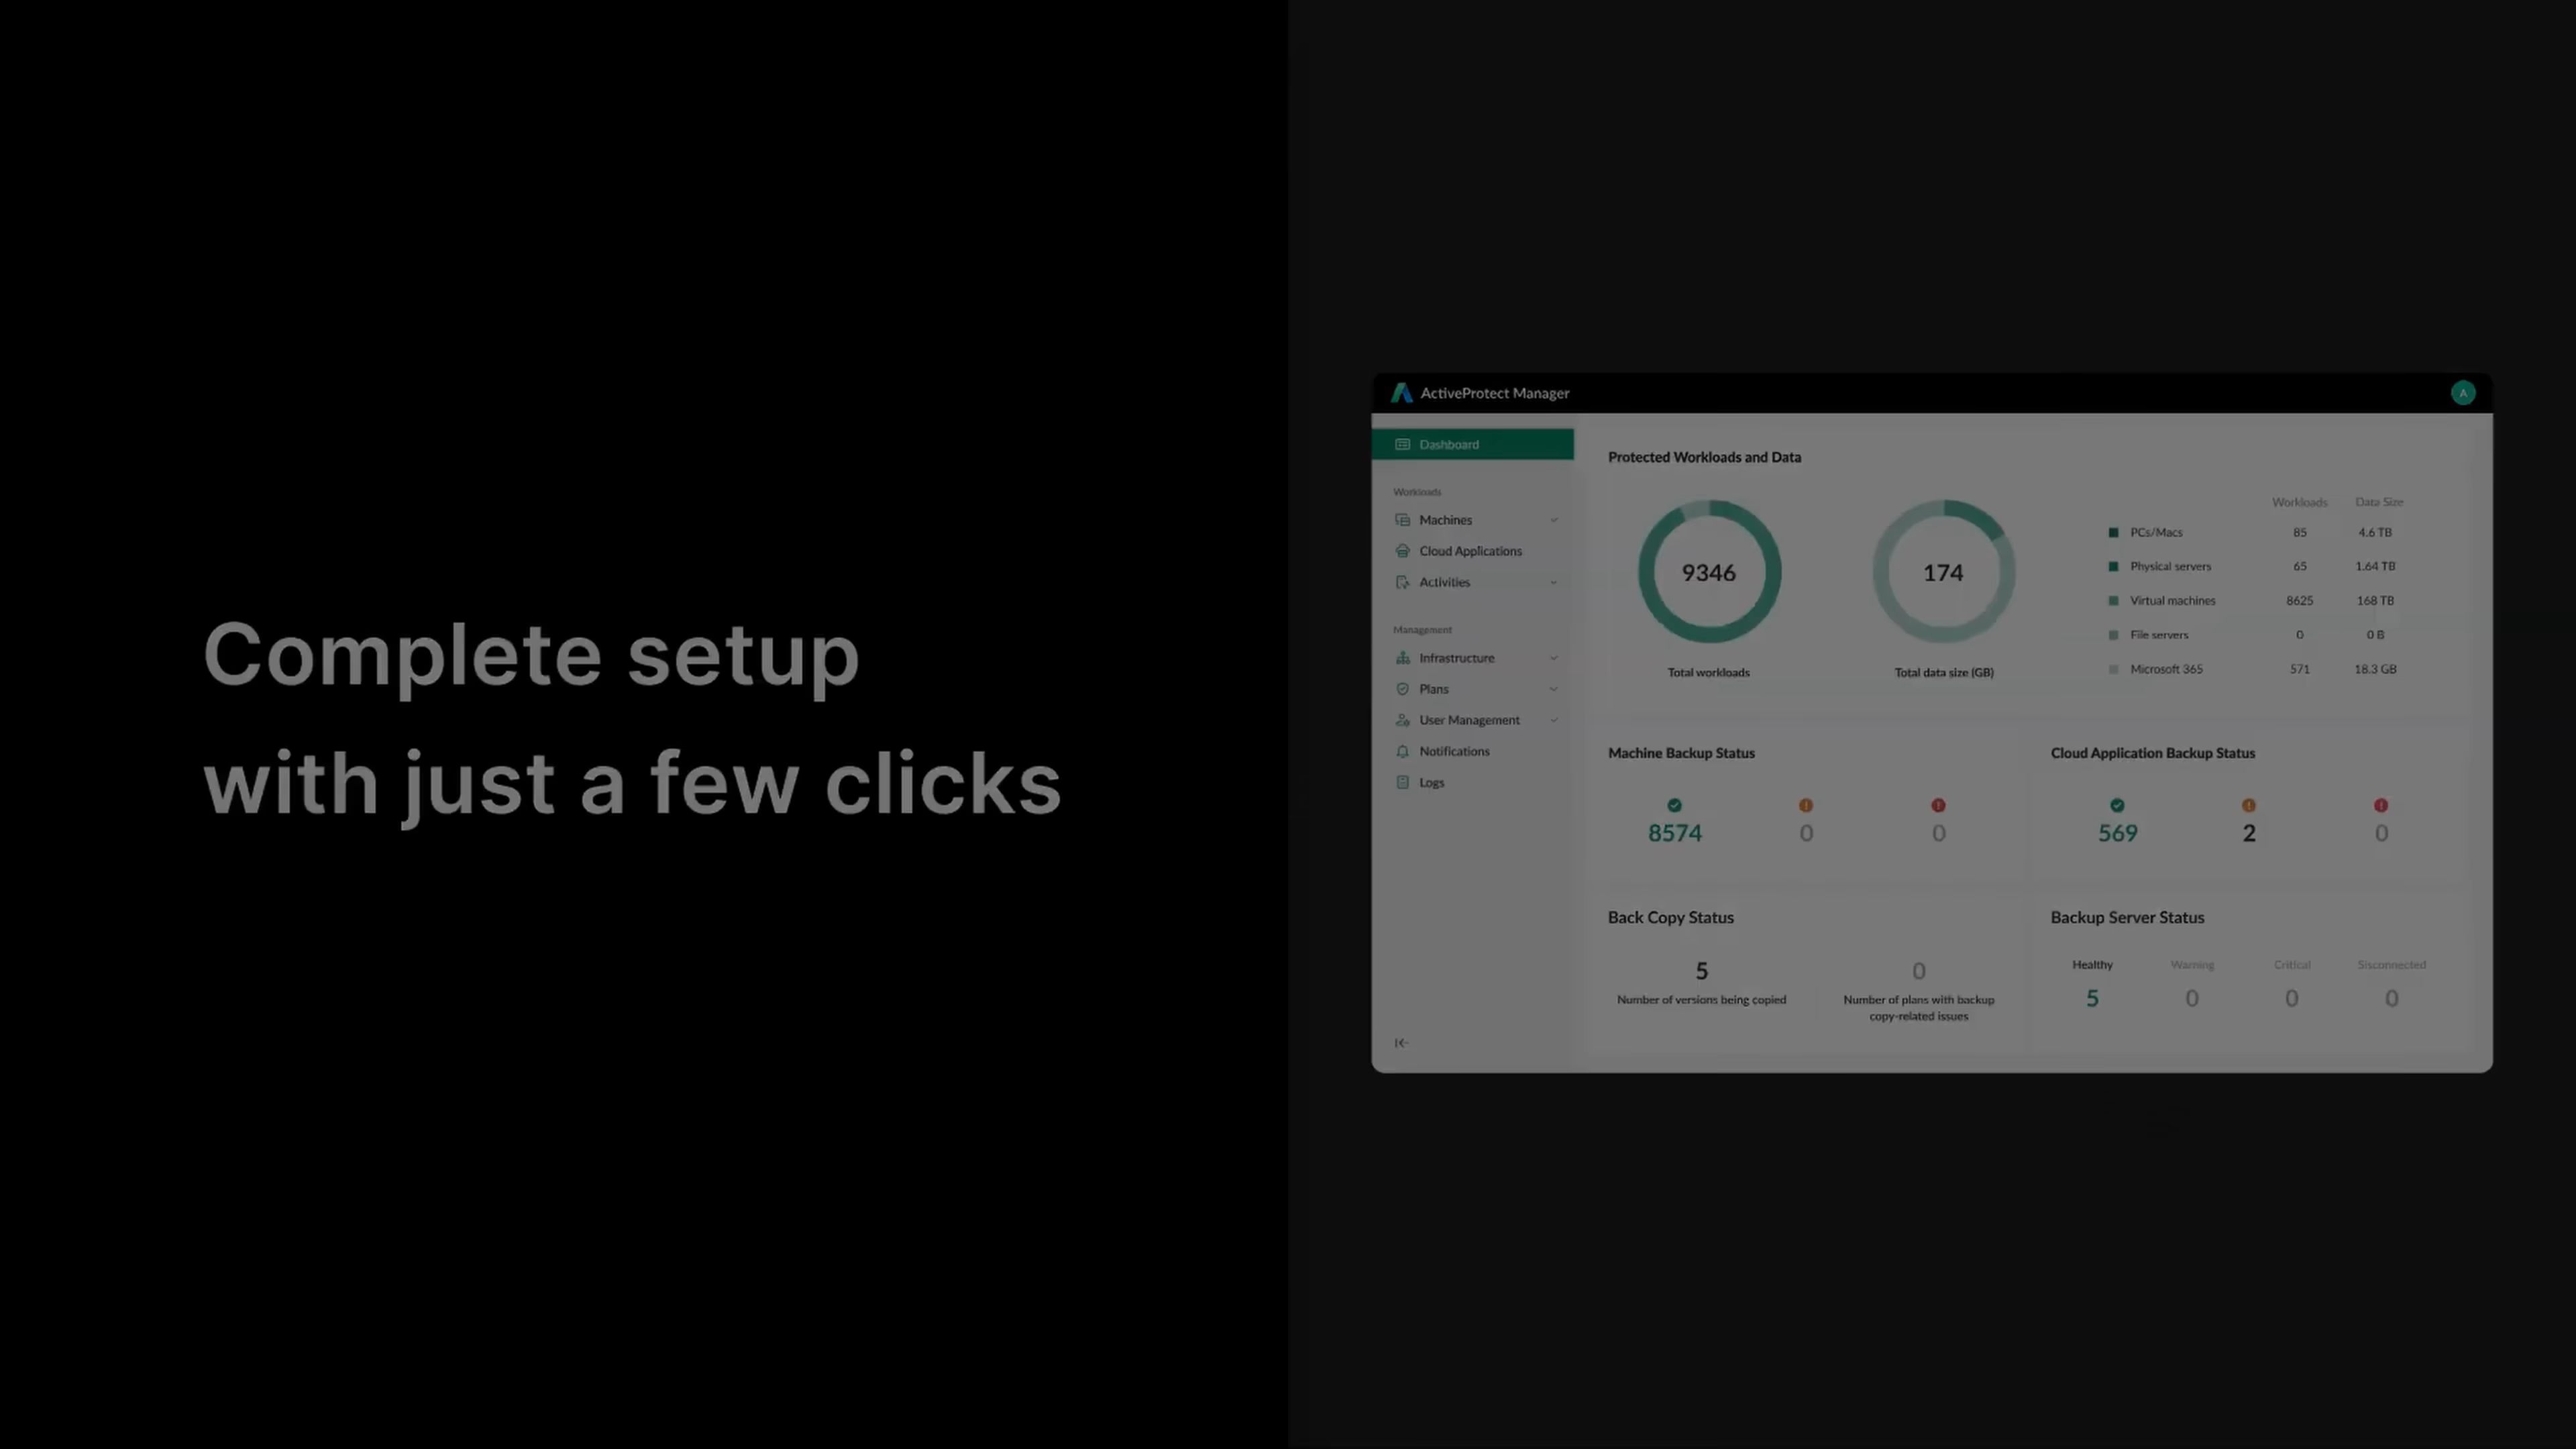 Complete setup
with just a few clicks
ActiveProtect Manager
A
Dashboard
Workloads
Machines
Cloud Applications
Activities
Management
Infrastructure
Plans
User Management
Notifications
Logs
Protected Workloads and Data
9346
Total workloads
174
Total data size (GB)
Workloads Data Size
PCs/Macs 85 4.6 TB
Physical servers 65 1.64 TB
Virtual machines 8625 168 TB
File servers 0 0 B
Microsoft 365 571 18.3 GB
Machine Backup Status
8574 0 0
Cloud Application Backup Status
569 2 0
Back Copy Status
5
Number of versions being copied
0
Number of plans with backup
copy-related issues
Backup Server Status
Healthy Warning Critical Sisconnected
5 0 0 0